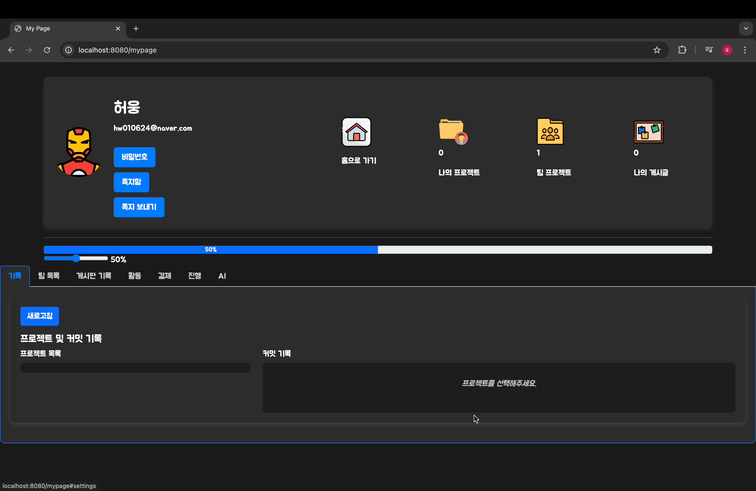 My Page
localhost:8080/mypage
허웅
hw010624@naver.com
비밀번호
쪽지함
쪽지 보내기
홈으로 가기
0
나의 프로젝트
1
팀 프로젝트
0
나의 게시글
50%
50%
기록
팀 목록
게시판 기록
활동
결제
진행
AI
새로고침
프로젝트 및 커밋 기록
프로젝트 목록
커밋 기록
프로젝트를 선택해주세요.
localhost:8080/mypage#settings